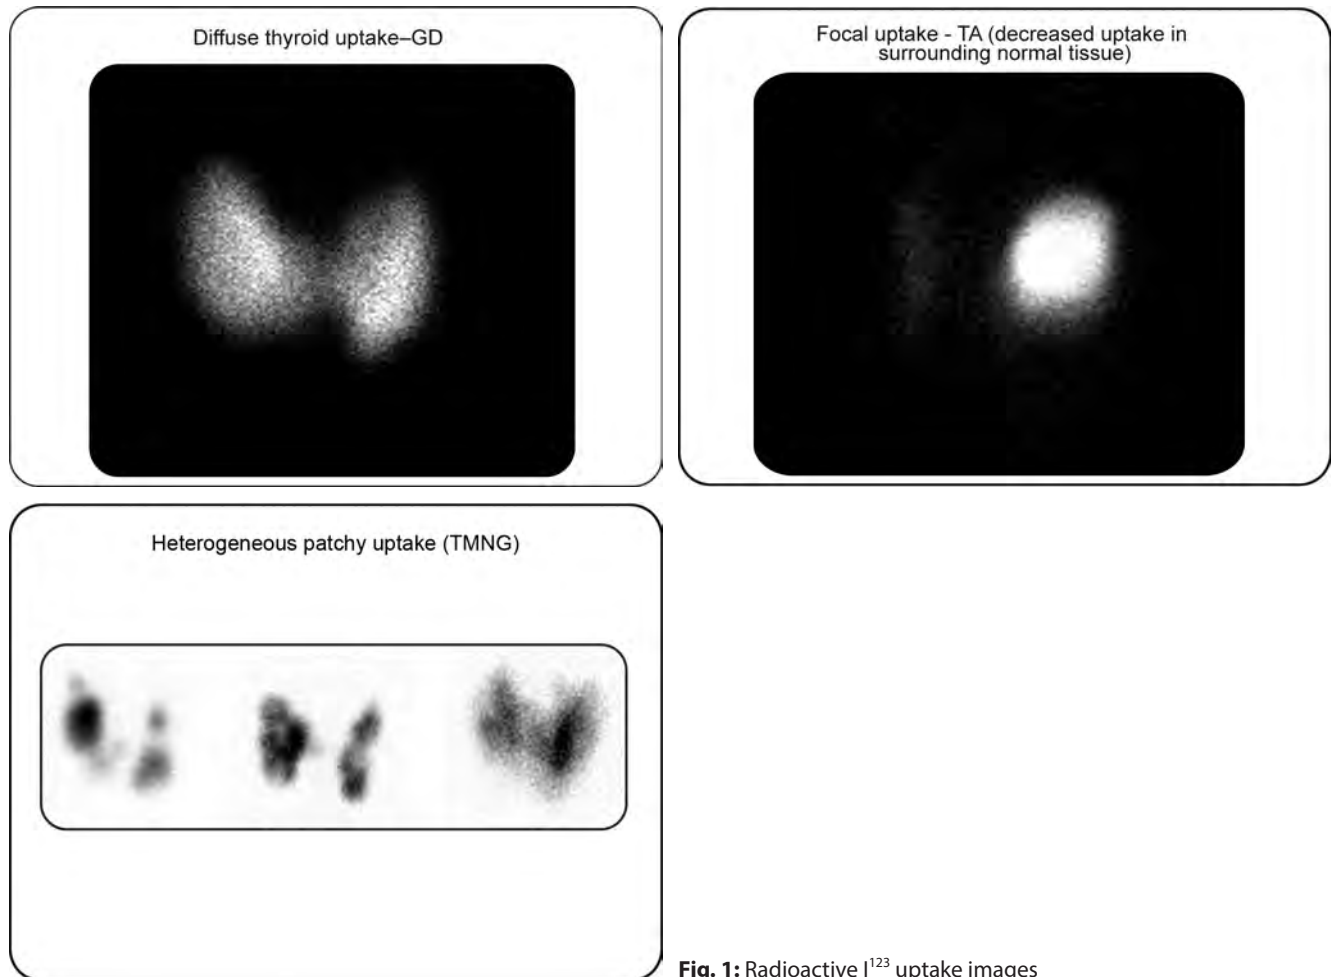 Diffuse thyroid uptake–GD
Focal uptake - TA (decreased uptake in
surrounding normal tissue)
Heterogeneous patchy uptake (TMNG)
Fig. 1: Radioactive I¹²³ uptake images